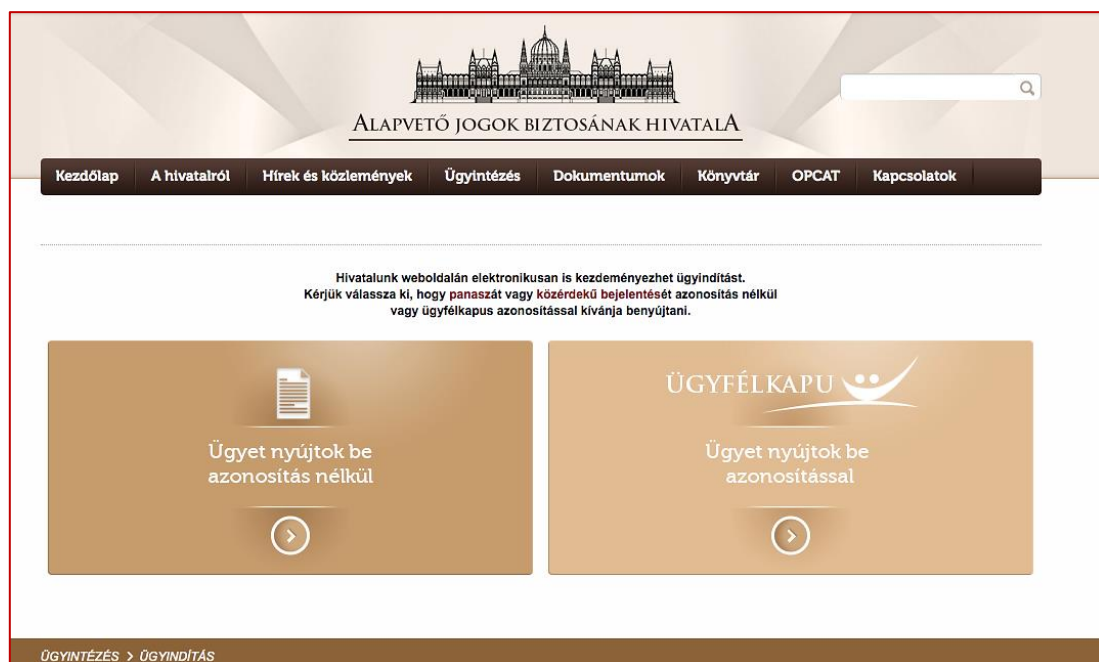 ALAPVETŐ JOGOK BIZTOSÁNAK HIVATALA
Kezdőlap A hivatalról Hírek és közlemények Ügyintézés Dokumentumok Könyvtár OPCAT Kapcsolatok
Hivatalunk weboldalán elektronikusan is kezdeményezhet ügyindítást.
Kérjük válassza ki, hogy panaszát vagy közérdekű bejelentését azonosítás nélkül
vagy ügyfélkapus azonosítással kívánja benyújtani.
Ügyet nyújtok be
azonosítás nélkül
ÜGYFÉLKAPU
Ügyet nyújtok be
azonosítással
ÜGYINTÉZÉS > ÜGYINDÍTÁS